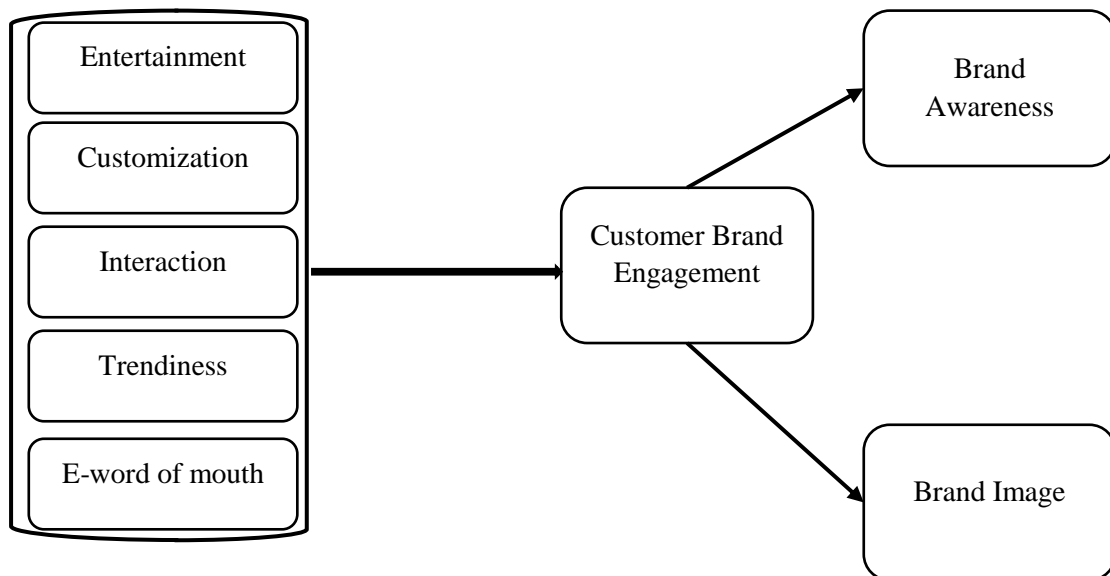 Entertainment
Customization
Interaction
Trendiness
E-word of mouth
Customer Brand
Engagement
Brand
Awareness
Brand Image